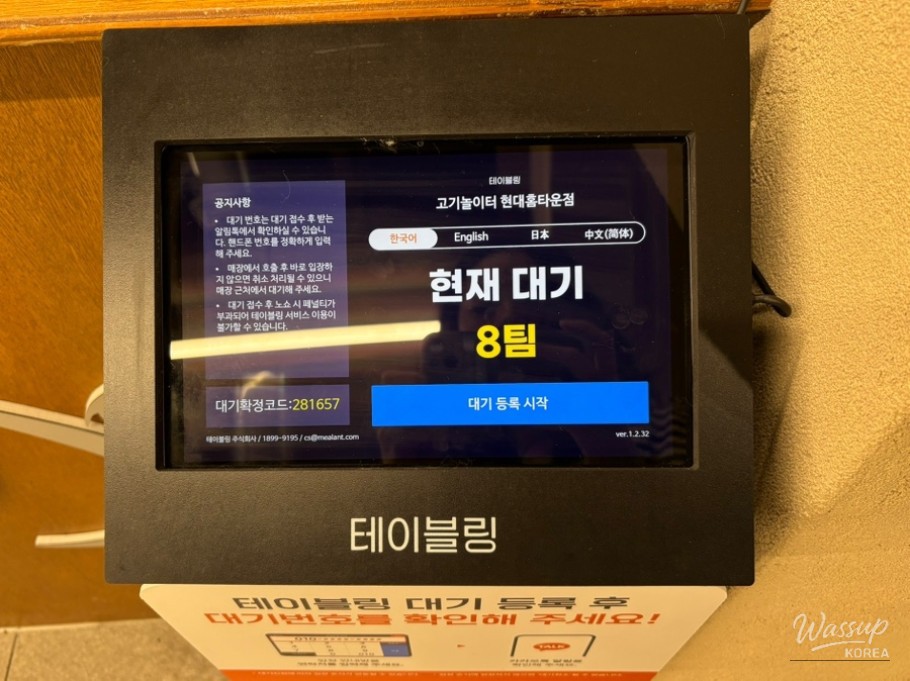 테이블링
고기놀이터 현대홈타운점
한국어 English 日本 中文(简体)
현재 대기
8팀
대기 등록 시작
공지사항
• 대기 번호는 대기 접수 후 받는
알림톡에서 확인하실 수 있습니
다. 핸드폰 번호를 정확하게 입력
해 주세요.
• 매장에서 호출 후 바로 입장하
지 않으면 취소 처리될 수 있으니
매장 근처에서 대기해 주세요.
• 대기 접수 후 노쇼 시 패널티가
부과되어 테이블링 서비스 이용이
불가할 수 있습니다.
대기확정코드:281657
테이블링 주식회사 / 1899-9195 / cs@mealant.com
ver.1.2.32
테이블링
테이블링 대기 등록 후
대기번호를 확인해 주세요!
010
TALK
Wassup
KOREA